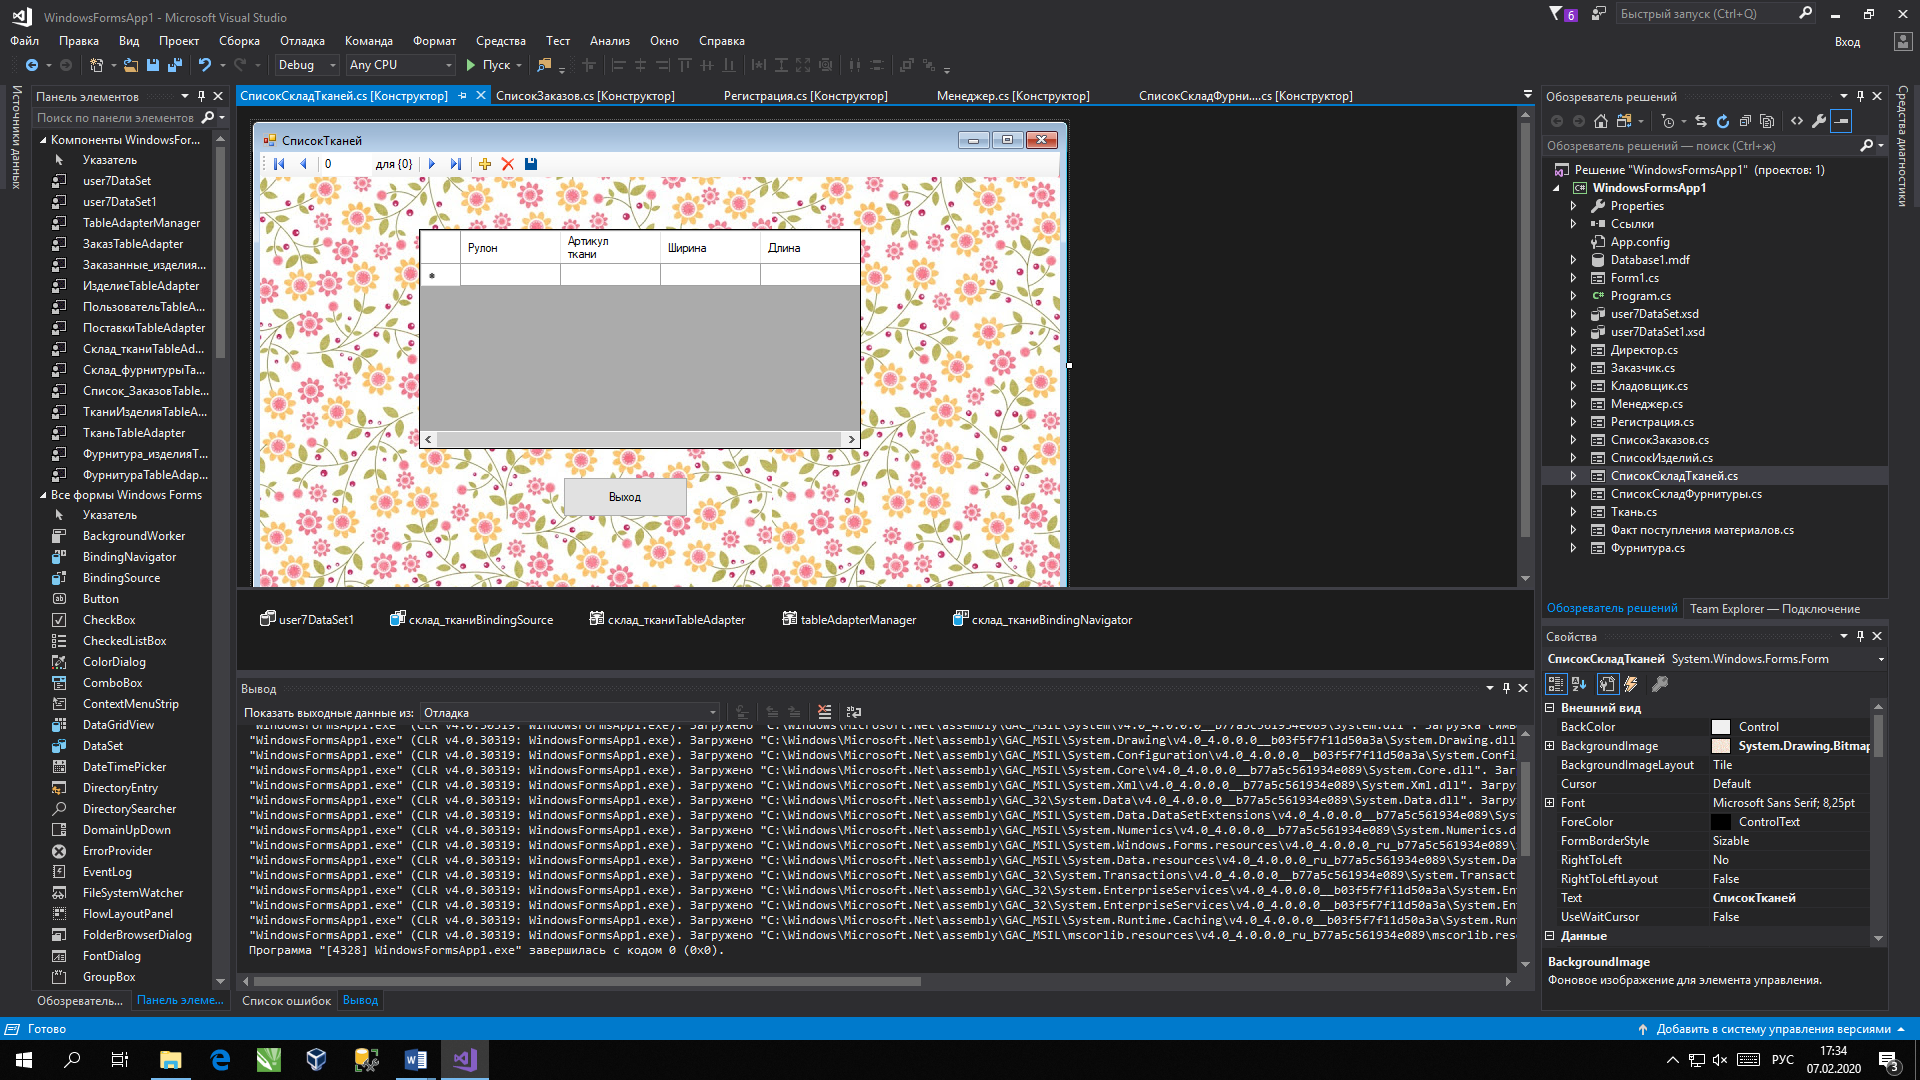 WindowsFormsApp1 - Microsoft Visual Studio
6
Быстрый запуск (Ctrl+Q)
Файл Правка Вид Проект Сборка Отладка Команда Формат Средства Тест Анализ Окно Справка
Вход
Debug Any CPU Пуск
Источники данных
Панель элементов
Поиск по панели элементов
Компоненты WindowsFor...
Указатель
user7DataSet
user7DataSet1
TableAdapterManager
ЗаказTableAdapter
Заказанные_изделия...
ИзделиеTableAdapter
ПользовательTableA...
ПоставкиTableAdapter
Склад_тканиTableAd...
Склад_фурнитурыTa...
Список_ЗаказовTable...
ТканиИзделияTableA...
ТканьTableAdapter
Фурнитура_изделияТ...
ФурнитураTableAdap...
Все формы Windows Forms
Указатель
BackgroundWorker
BindingNavigator
BindingSource
Button
CheckBox
CheckedListBox
ColorDialog
ComboBox
ContextMenuStrip
DataGridView
DataSet
DateTimePicker
DirectoryEntry
DirectorySearcher
DomainUpDown
ErrorProvider
EventLog
FileSystemWatcher
FlowLayoutPanel
FolderBrowserDialog
FontDialog
GroupBox
Обозреватель... Панель элеме...
СписокСкладТканей.cs [Конструктор] СписокЗаказов.cs [Конструктор] Регистрация.cs [Конструктор] Менеджер.cs [Конструктор] СписокСкладФурни....cs [Конструктор]
СписокТканей
0 для {0}
Рулон Артикул ткани Ширина Длина
Выход
user7DataSet1 склад_тканиBindingSource склад_тканиTableAdapter tableAdapterManager склад_тканиBindingNavigator
Вывод
Показать выходные данные из: Отладка
"WindowsFormsApp1.exe" (CLR v4.0.30319: WindowsFormsApp1.exe). Загружено "C:\Windows\Microsoft.Net\assembly\GAC_MSIL\System\v4.0_4.0.0.0__b77a5c561934e089\System.dll". Загрузка симв
"WindowsFormsApp1.exe" (CLR v4.0.30319: WindowsFormsApp1.exe). Загружено "C:\Windows\Microsoft.Net\assembly\GAC_MSIL\System.Drawing\v4.0_4.0.0.0__b03f5f7f11d50a3a\System.Drawing.dll
"WindowsFormsApp1.exe" (CLR v4.0.30319: WindowsFormsApp1.exe). Загружено "C:\Windows\Microsoft.Net\assembly\GAC_MSIL\System.Configuration\v4.0_4.0.0.0__b03f5f7f11d50a3a\System.Confi
"WindowsFormsApp1.exe" (CLR v4.0.30319: WindowsFormsApp1.exe). Загружено "C:\Windows\Microsoft.Net\assembly\GAC_MSIL\System.Core\v4.0_4.0.0.0__b77a5c561934e089\System.Core.dll". Заг
"WindowsFormsApp1.exe" (CLR v4.0.30319: WindowsFormsApp1.exe). Загружено "C:\Windows\Microsoft.Net\assembly\GAC_MSIL\System.Xml\v4.0_4.0.0.0__b77a5c561934e089\System.Xml.dll". Загру
"WindowsFormsApp1.exe" (CLR v4.0.30319: WindowsFormsApp1.exe). Загружено "C:\Windows\Microsoft.Net\assembly\GAC_32\System.Data\v4.0_4.0.0.0__b77a5c561934e089\System.Data.dll". Загру
"WindowsFormsApp1.exe" (CLR v4.0.30319: WindowsFormsApp1.exe). Загружено "C:\Windows\Microsoft.Net\assembly\GAC_MSIL\System.Data.DataSetExtensions\v4.0_4.0.0.0__b77a5c561934e089\Sys
"WindowsFormsApp1.exe" (CLR v4.0.30319: WindowsFormsApp1.exe). Загружено "C:\Windows\Microsoft.Net\assembly\GAC_MSIL\System.Numerics\v4.0_4.0.0.0__b77a5c561934e089\System.Numerics.d
"WindowsFormsApp1.exe" (CLR v4.0.30319: WindowsFormsApp1.exe). Загружено "C:\Windows\Microsoft.Net\assembly\GAC_MSIL\System.Windows.Forms.resources\v4.0_4.0.0.0_ru_b77a5c561934e089\
"WindowsFormsApp1.exe" (CLR v4.0.30319: WindowsFormsApp1.exe). Загружено "C:\Windows\Microsoft.Net\assembly\GAC_MSIL\System.Data.resources\v4.0_4.0.0.0_ru_b77a5c561934e089\System.Da
"WindowsFormsApp1.exe" (CLR v4.0.30319: WindowsFormsApp1.exe). Загружено "C:\Windows\Microsoft.Net\assembly\GAC_32\System.Transactions\v4.0_4.0.0.0__b77a5c561934e089\System.Transact
"WindowsFormsApp1.exe" (CLR v4.0.30319: WindowsFormsApp1.exe). Загружено "C:\Windows\Microsoft.Net\assembly\GAC_32\System.EnterpriseServices\v4.0_4.0.0.0__b03f5f7f11d50a3a\System.En
"WindowsFormsApp1.exe" (CLR v4.0.30319: WindowsFormsApp1.exe). Загружено "C:\Windows\Microsoft.Net\assembly\GAC_32\System.EnterpriseServices\v4.0_4.0.0.0__b03f5f7f11d50a3a\System.En
"WindowsFormsApp1.exe" (CLR v4.0.30319: WindowsFormsApp1.exe). Загружено "C:\Windows\Microsoft.Net\assembly\GAC_MSIL\System.Runtime.Caching\v4.0_4.0.0.0__b03f5f7f11d50a3a\System.Run
"WindowsFormsApp1.exe" (CLR v4.0.30319: WindowsFormsApp1.exe). Загружено "C:\Windows\Microsoft.Net\assembly\GAC_MSIL\mscorlib.resources\v4.0_4.0.0.0_ru_b77a5c561934e089\mscorlib.res
Программа "[4328] WindowsFormsApp1.exe" завершилась с кодом 0 (0x0).
Список ошибок Вывод
Обозреватель решений
Обозреватель решений — поиск (Ctrl+ж)
Решение "WindowsFormsApp1" (проектов: 1)
WindowsFormsApp1
Properties
Ссылки
App.config
Database1.mdf
Form1.cs
Program.cs
user7DataSet.xsd
user7DataSet1.xsd
Директор.cs
Заказчик.cs
Кладовщик.cs
Менеджер.cs
Регистрация.cs
СписокЗаказов.cs
СписокИзделий.cs
СписокСкладТканей.cs
СписокСкладФурнитуры.cs
Ткань.cs
Факт поступления материалов.cs
Фурнитура.cs
Обозреватель решений Team Explorer — Подключение
Свойства
СписокСкладТканей System.Windows.Forms.Form
Внешний вид
BackColor Control
BackgroundImage System.Drawing.Bitmap
BackgroundImageLayout Tile
Cursor Default
Font Microsoft Sans Serif; 8,25pt
ForeColor ControlText
FormBorderStyle Sizable
RightToLeft No
RightToLeftLayout False
Text СписокТканей
UseWaitCursor False
Данные
BackgroundImage
Фоновое изображение для элемента управления.
Средства диагностики
Готово
Добавить в систему управления версиями
РУС
17:34
07.02.2020
3